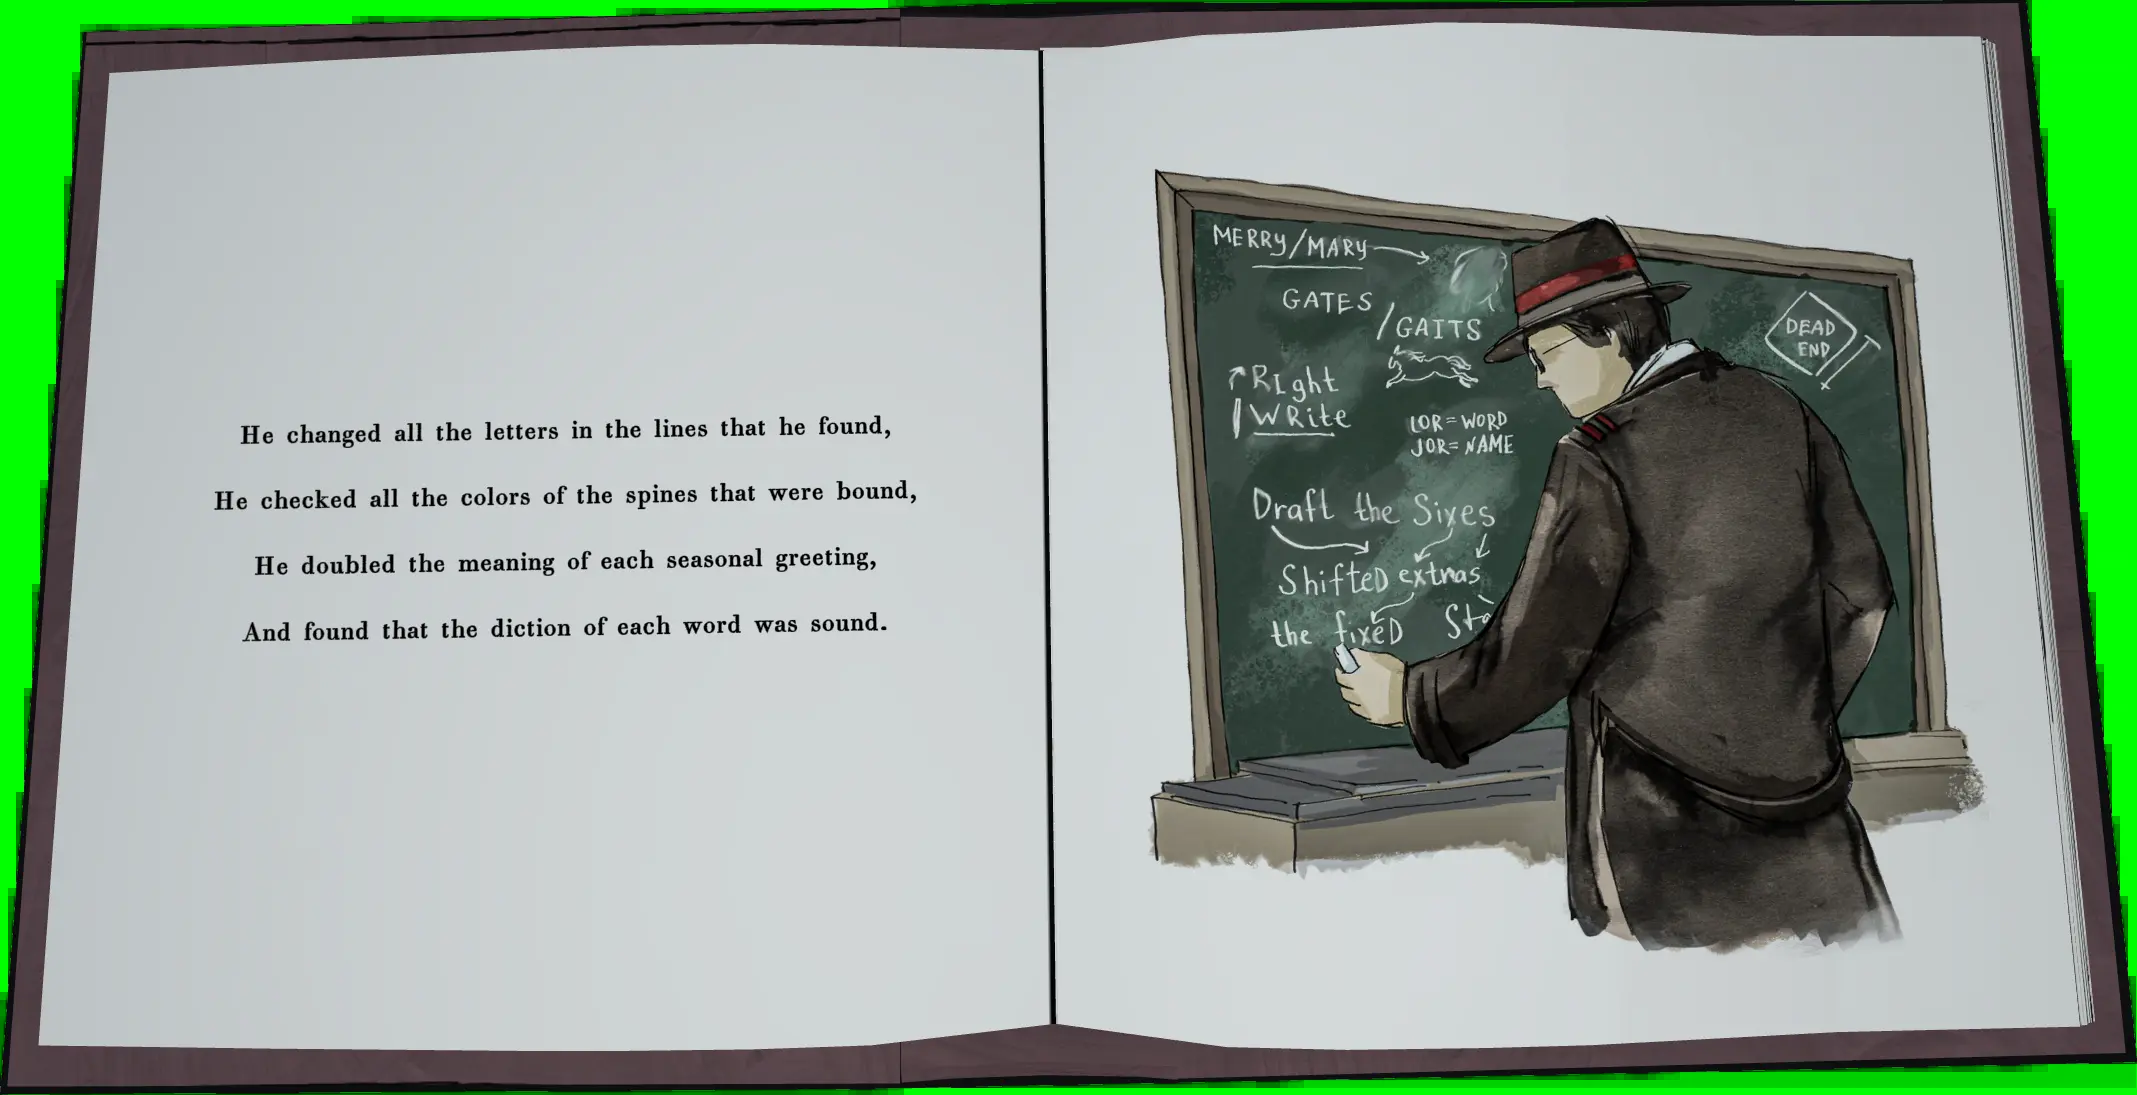 He changed all the letters in the lines that he found,
He checked all the colors of the spines that were bound,
He doubled the meaning of each seasonal greeting,
And found that the diction of each word was sound.
MERRY/MARY
GATES
/GAITS
RIght
WRite
LOR=WORD
JOR=NAME
Draft the Sixes
ShifteD extras
the fixeD Sta
DEAD
END